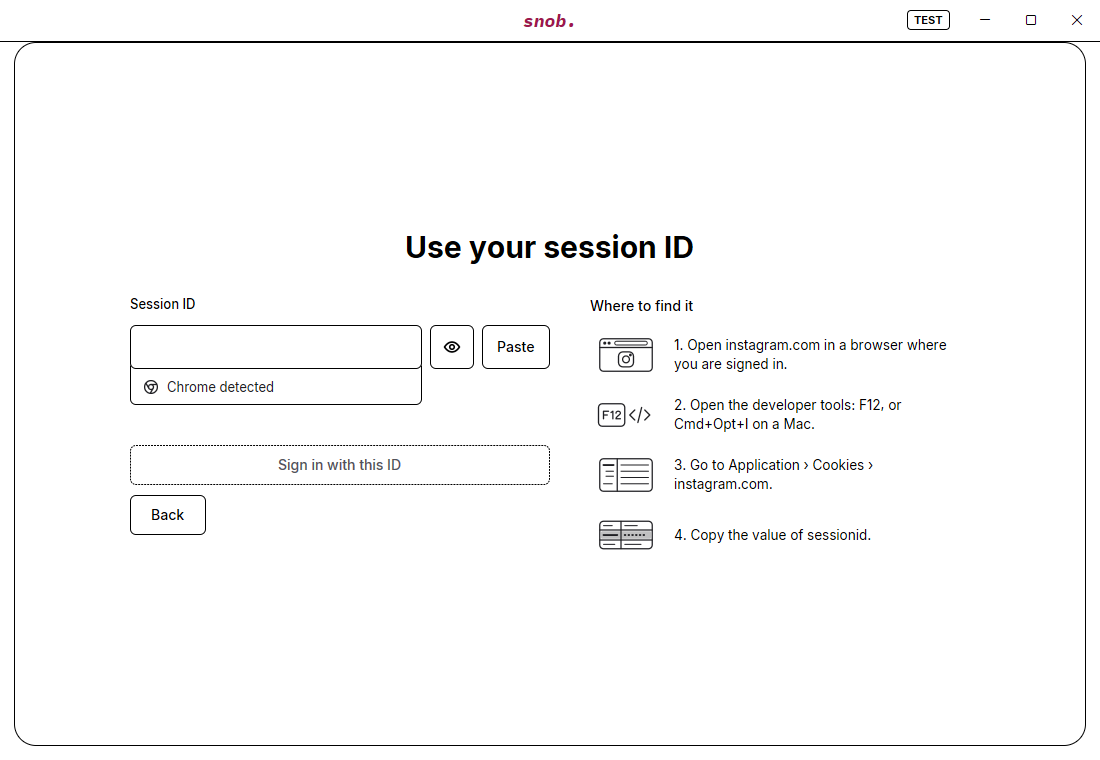 snob.
TEST
Use your session ID
Session ID
Paste
Chrome detected
Sign in with this ID
Back
Where to find it
1. Open instagram.com in a browser where
you are signed in.
F12 </>
2. Open the developer tools: F12, or
Cmd+Opt+I on a Mac.
3. Go to Application › Cookies ›
instagram.com.
4. Copy the value of sessionid.